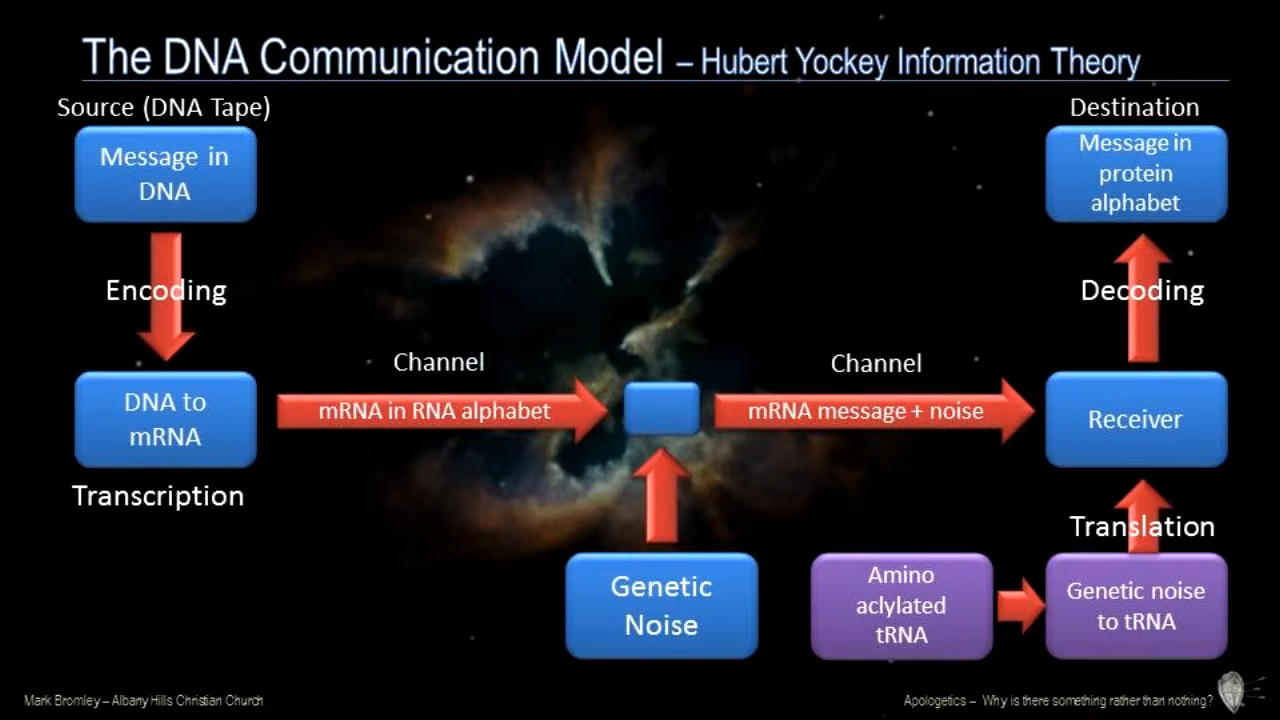 The DNA Communication Model – Hubert Yockey Information Theory
Source (DNA Tape)
Destination
Message in
DNA
Message in
protein
alphabet
Encoding
Decoding
Channel
Channel
DNA to
mRNA
mRNA in RNA alphabet
mRNA message + noise
Receiver
Transcription
Translation
Genetic
Noise
Amino
aclylated
tRNA
Genetic noise
to tRNA
Mark Bromley – Albany Hills Christian Church
Apologetics – Why is there something rather than nothing?